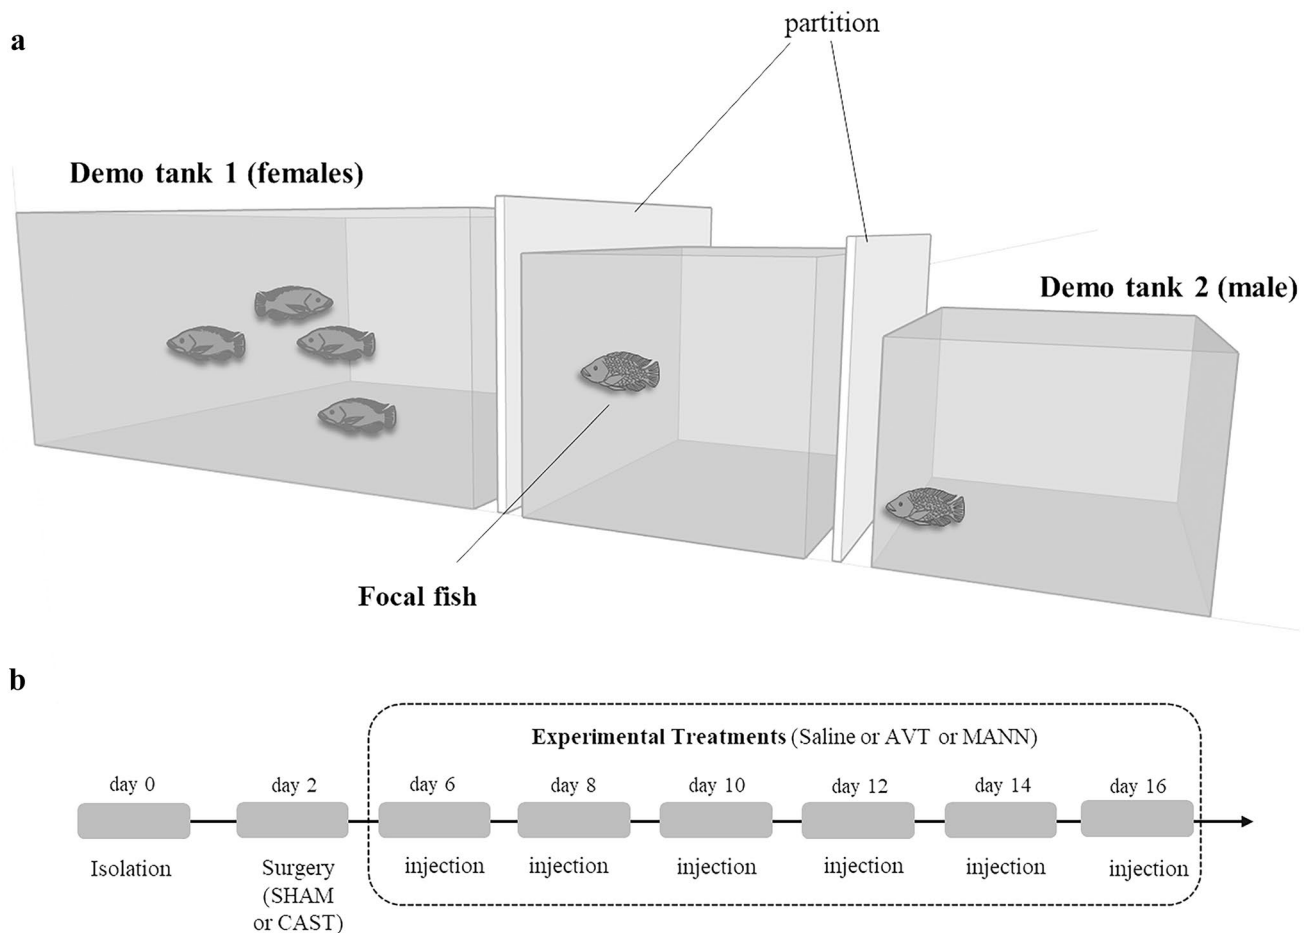 a
partition
Demo tank 1 (females)
Demo tank 2 (male)
Focal fish
b
Experimental Treatments (Saline or AVT or MANN)
day 0
day 2
day 6
day 8
day 10
day 12
day 14
day 16
Isolation
Surgery
(SHAM
or CAST)
injection
injection
injection
injection
injection
injection